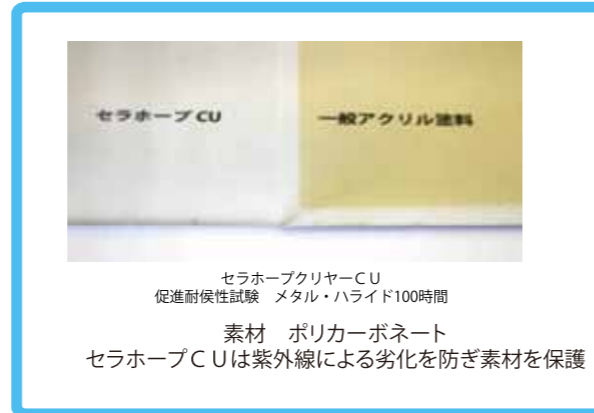 セラホープCU
一般アクリル塗料
セラホープクリヤーＣＵ
促進耐侯性試験　メタル・ハライド100時間
素材　ポリカーボネート
セラホープＣＵは紫外線による劣化を防ぎ素材を保護